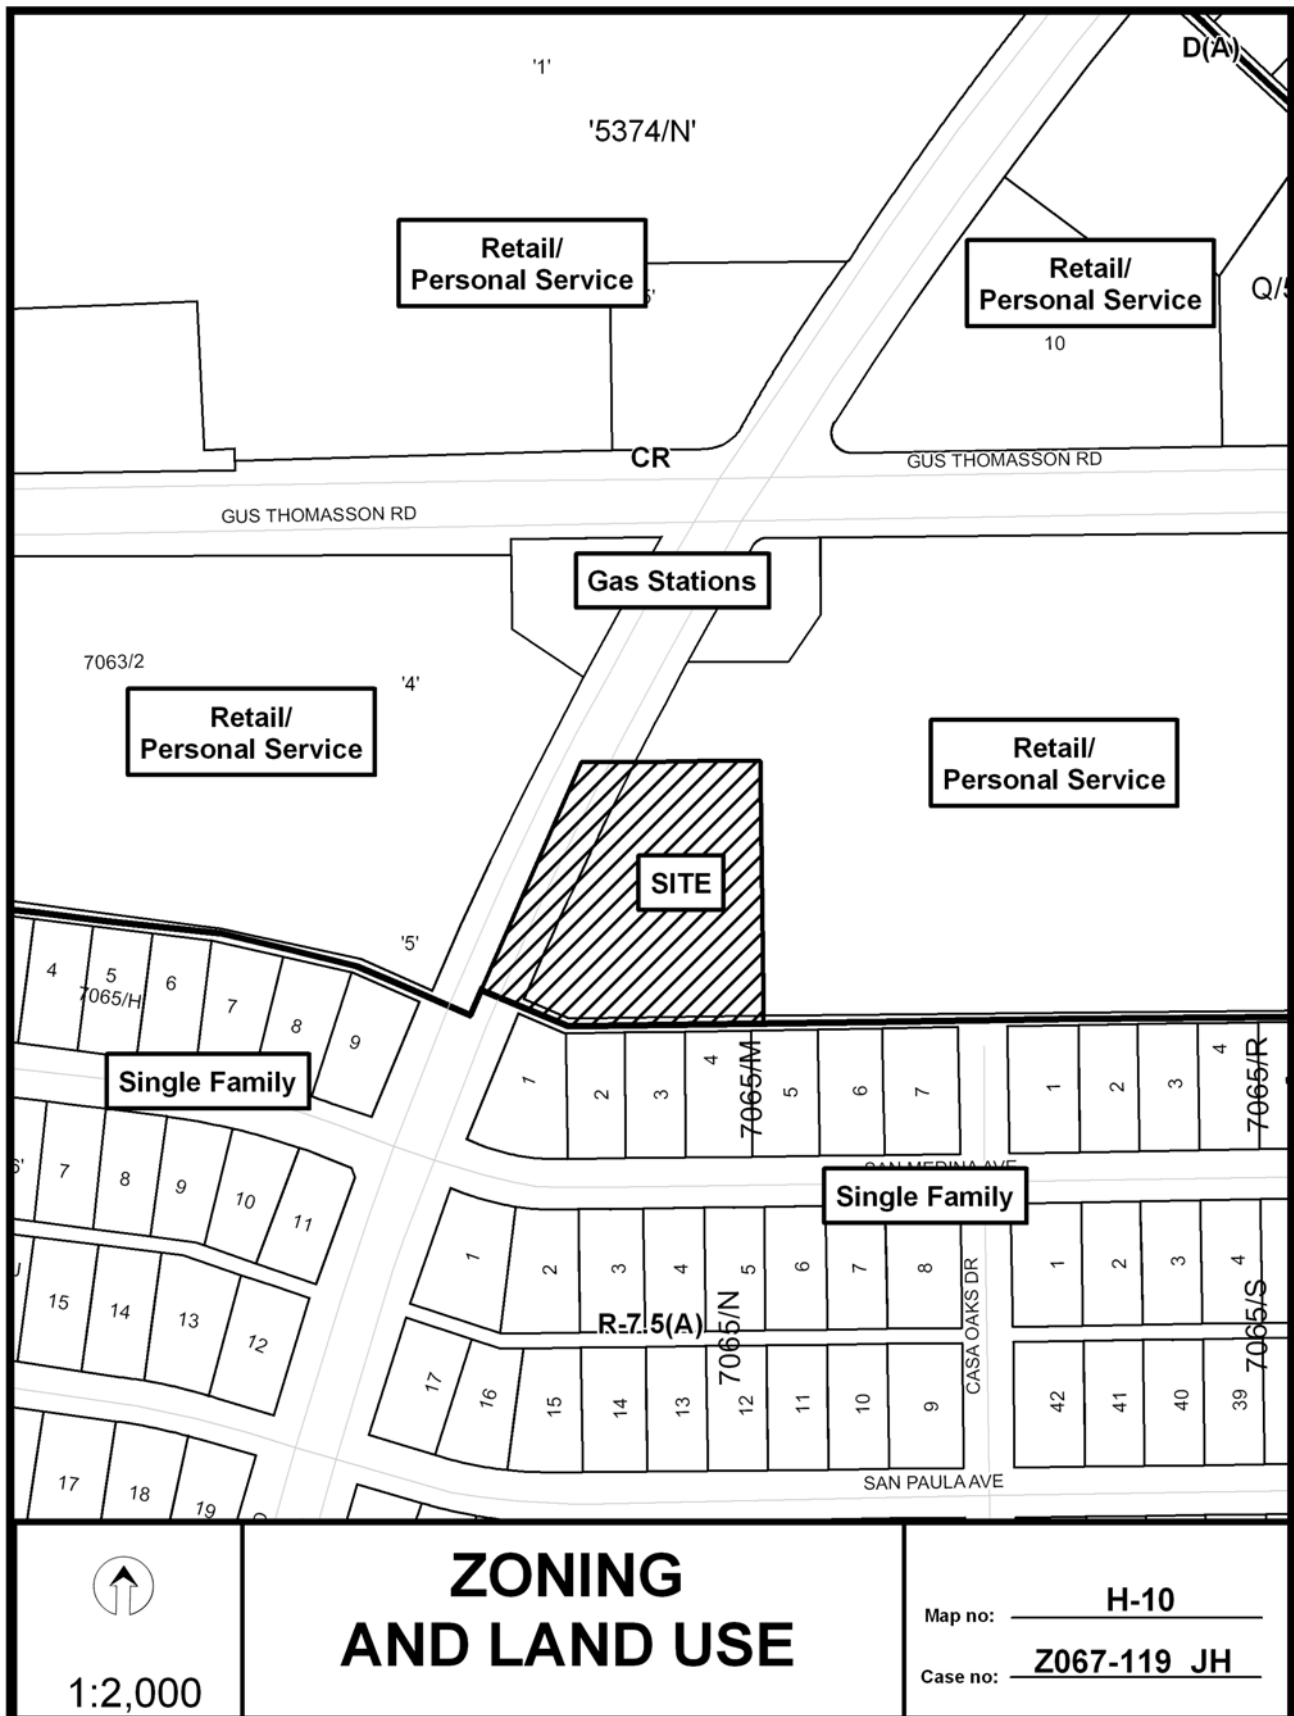 D(A)
'1'
'5374/N'
Retail/
Personal Service
Retail/
Personal Service
10
CR
GUS THOMASSON RD
GUS THOMASSON RD
Gas Stations
7063/2
'4'
Retail/
Personal Service
Retail/
Personal Service
SITE
'5'
4
5
6
7
8
9
7065/H
Single Family
1
2
3
4
5
6
7
7065/M
1
2
3
4
7065/R
7
8
9
10
11
SAN MEDINA AVE
Single Family
1
2
3
4
5
6
7
8
1
2
3
4
15
14
13
12
R-7.5(A)
7065/N
CASA OAKS DR
7065/S
17
16
15
14
13
12
11
10
9
42
41
40
39
17
18
19
SAN PAULA AVE
1:2,000
ZONING
AND LAND USE
Map no: H-10
Case no: Z067-119 JH